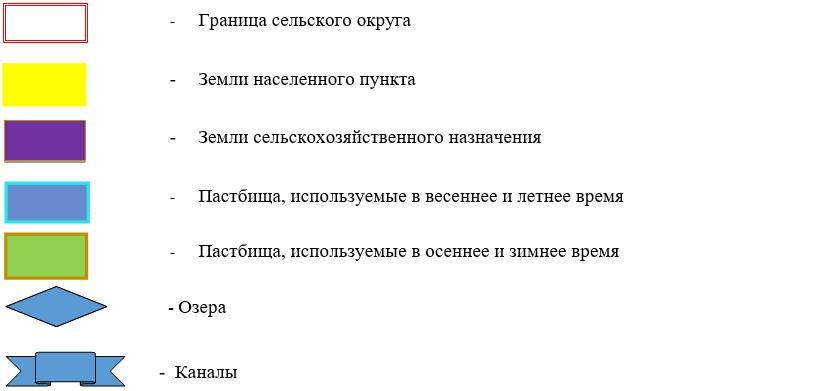 - Граница сельского округа
- Земли населенного пункта
- Земли сельскохозяйственного назначения
- Пастбища, используемые в весеннее и летнее время
- Пастбища, используемые в осеннее и зимнее время
- Озера
- Каналы